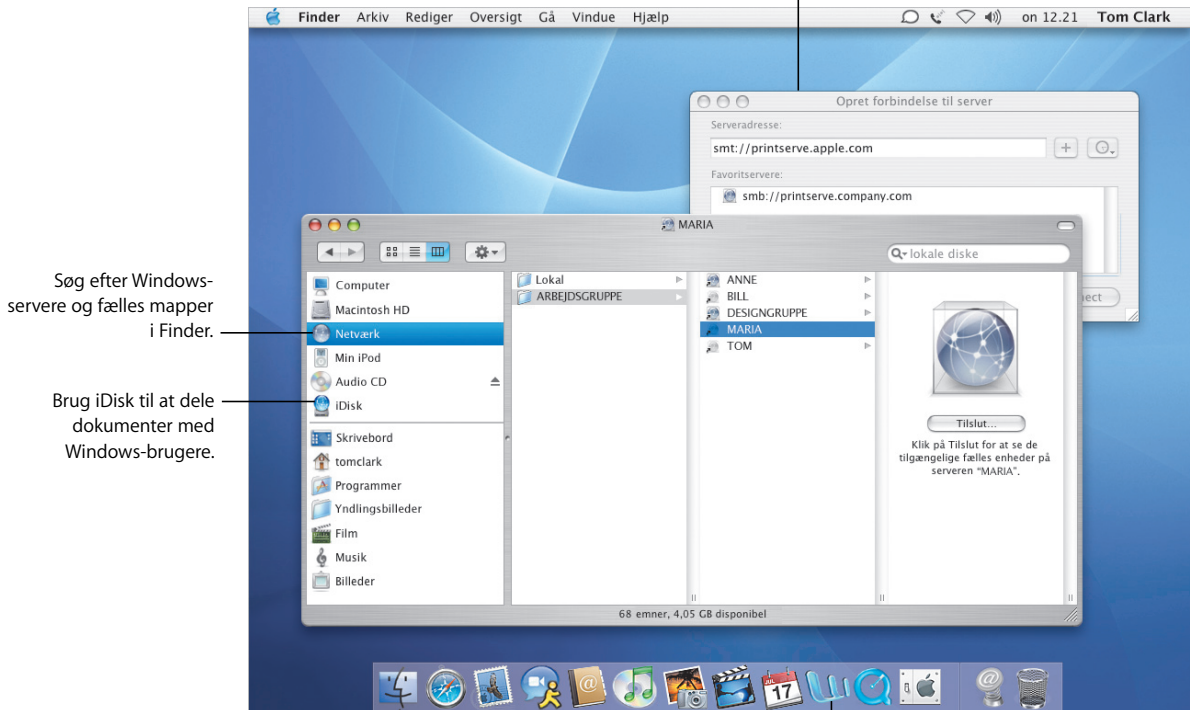 Finder Arkiv Rediger Oversigt Gå Vindue Hjælp on 12.21 Tom Clark
Opret forbindelse til server
Serveradresse:
smt://printserve.apple.com
Favoritservere:
smb://printserve.company.com
MARIA
lokale diske
Computer
Macintosh HD
Netværk
Min iPod
Audio CD
iDisk
Skrivebord
tomclark
Programmer
Yndlingsbilleder
Film
Musik
Billeder
Lokal
ARBEJDSGRUPPE
ANNE
BILL
DESIGNGRUPPE
MARIA
TOM
Tilslut...
Klik på Tilslut for at se de
tilgængelige fælles enheder på
serveren "MARIA".
68 emner, 4,05 GB disponibel
Søg efter Windows-
servere og fælles mapper
i Finder.
Brug iDisk til at dele
dokumenter med
Windows-brugere.
JUL
17